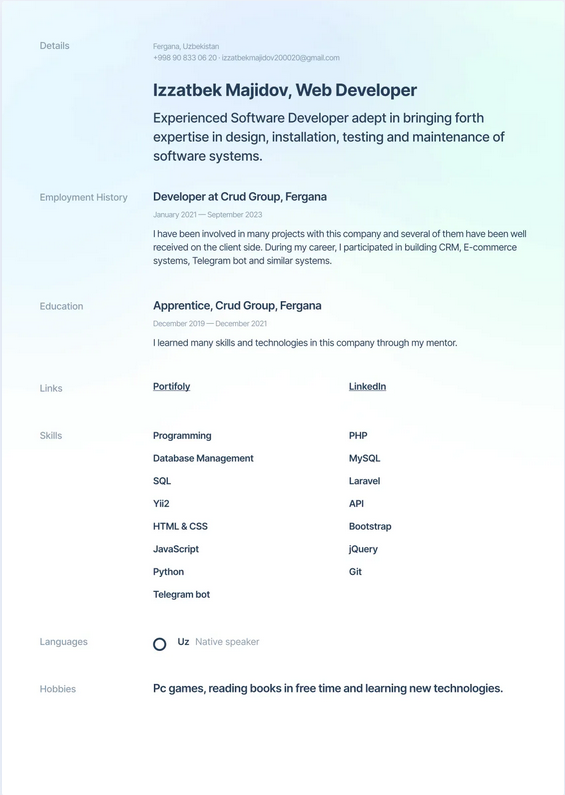 Details
Fergana, Uzbekistan
+998 90 833 06 20 · izzatbekmajidov200020@gmail.com
Izzatbek Majidov, Web Developer
Experienced Software Developer adept in bringing forth
expertise in design, installation, testing and maintenance of
software systems.
Employment History
Developer at Crud Group, Fergana
January 2021 — September 2023
I have been involved in many projects with this company and several of them have been well
received on the client side. During my career, I participated in building CRM, E-commerce
systems, Telegram bot and similar systems.
Education
Apprentice, Crud Group, Fergana
December 2019 — December 2021
I learned many skills and technologies in this company through my mentor.
Links
Portifoly
LinkedIn
Skills
Programming
PHP
Database Management
MySQL
SQL
Laravel
Yii2
API
HTML & CSS
Bootstrap
JavaScript
jQuery
Python
Git
Telegram bot
Languages
Uz Native speaker
Hobbies
Pc games, reading books in free time and learning new technologies.